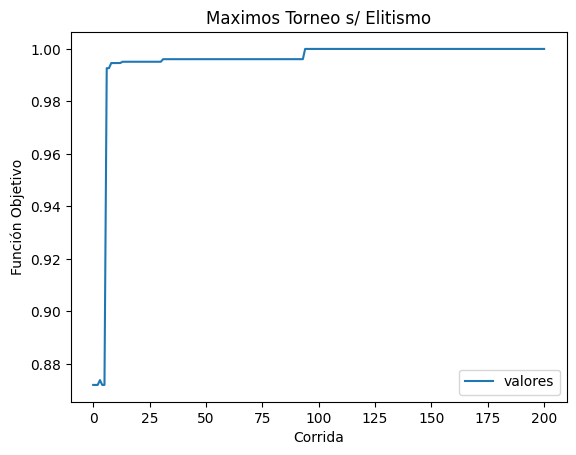 Maximos Torneo s/ Elitismo
1.00
0.98
0.96
0.94
0.92
0.90
0.88
Función Objetivo
0 25 50 75 100 125 150 175 200
Corrida
valores